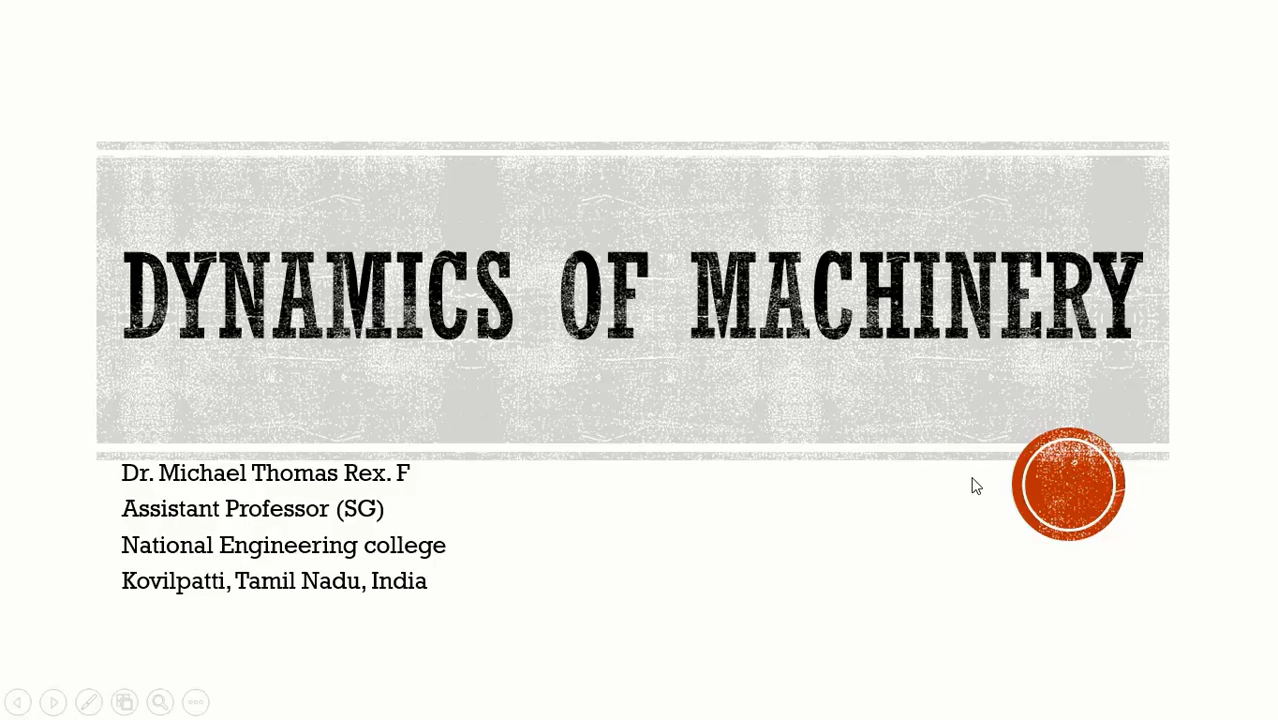 DYNAMICS OF MACHINERY
Dr. Michael Thomas Rex. F
Assistant Professor (SG)
National Engineering college
Kovilpatti, Tamil Nadu, India